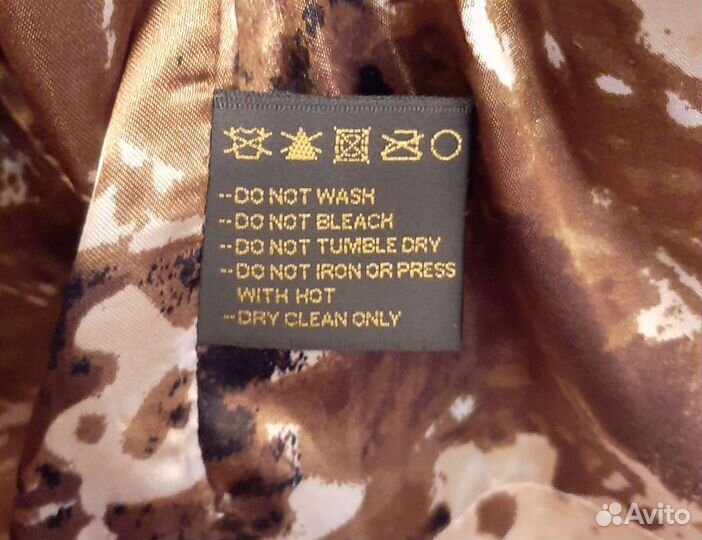 --DO NOT WASH
--DO NOT BLEACH
--DO NOT TUMBLE DRY
--DO NOT IRON OR PRESS
WITH HOT
--DRY CLEAN ONLY
Avito